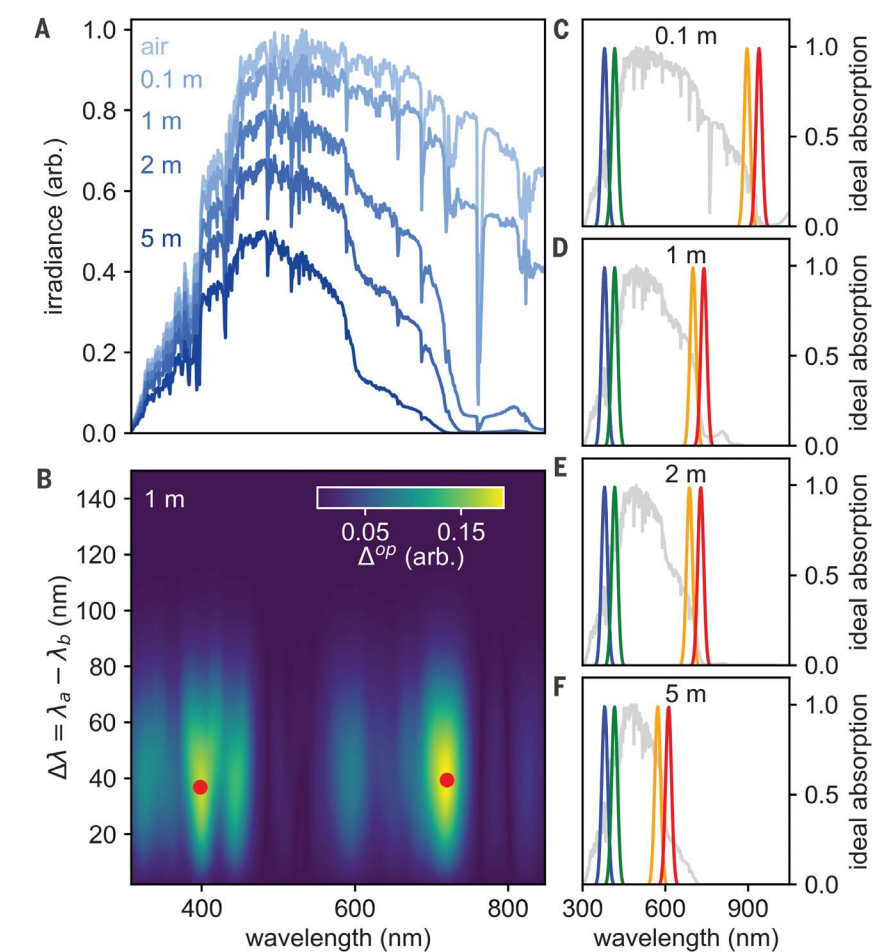 A
irradiance (arb.)
1.0
0.8
0.6
0.4
0.2
0.0
air
0.1 m
1 m
2 m
5 m
B
1 m
0.05 0.15
Δ^op (arb.)
Δλ = λ_a − λ_b (nm)
140
120
100
80
60
40
20
400 600 800
wavelength (nm)
C
0.1 m
1.0
0.5
0.0
ideal absorption
D
1 m
1.0
0.5
0.0
ideal absorption
E
2 m
1.0
0.5
0.0
ideal absorption
F
5 m
1.0
0.5
0.0
ideal absorption
300 600 900
wavelength (nm)